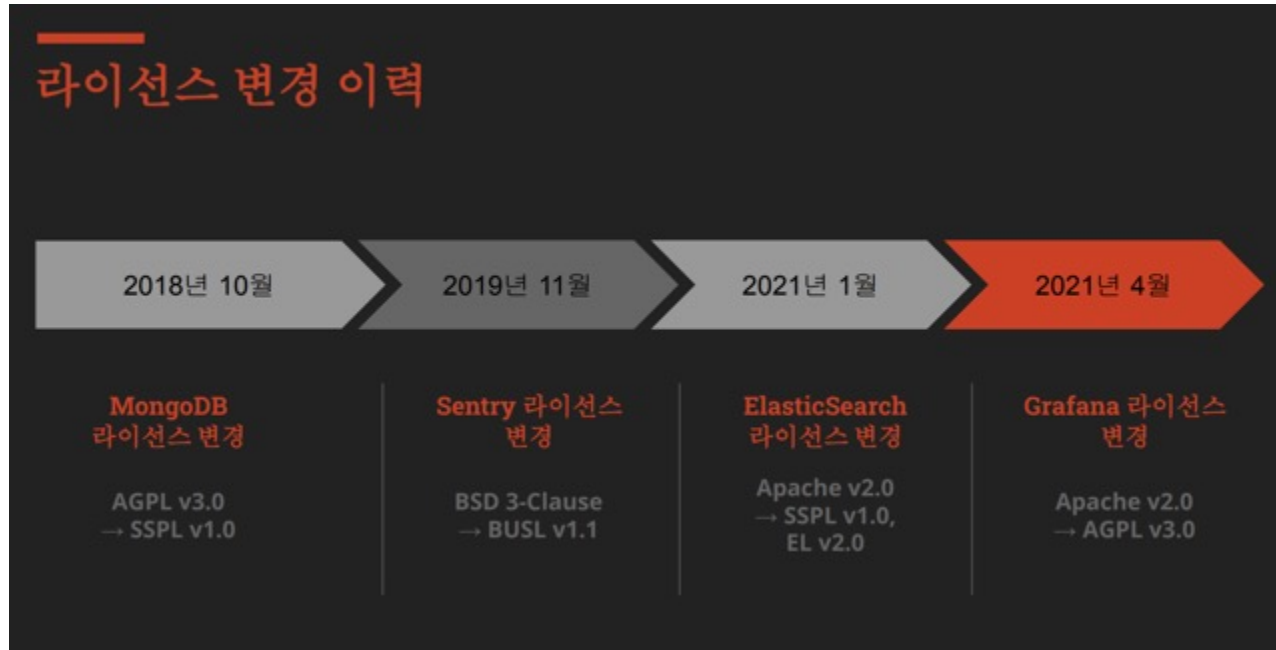 라이선스 변경 이력
2018년 10월
2019년 11월
2021년 1월
2021년 4월
MongoDB
라이선스 변경
AGPL v3.0
→ SSPL v1.0
Sentry 라이선스
변경
BSD 3-Clause
→ BUSL v1.1
ElasticSearch
라이선스 변경
Apache v2.0
→ SSPL v1.0,
EL v2.0
Grafana 라이선스
변경
Apache v2.0
→ AGPL v3.0